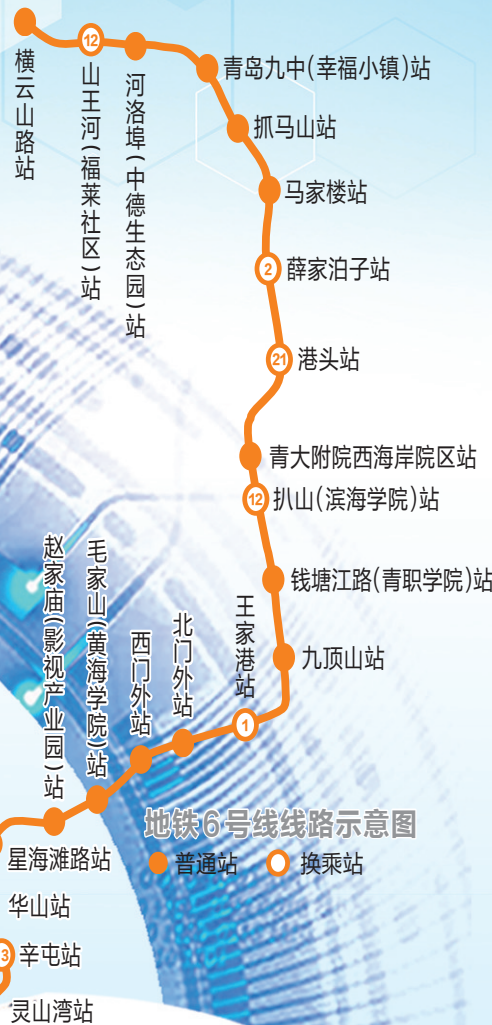 横云山路站
12
山王河(福莱社区)站
河洛埠(中德生态园)站
青岛九中(幸福小镇)站
抓马山站
马家楼站
2
薛家泊子站
21
港头站
青大附院西海岸院区站
12
扒山(滨海学院)站
钱塘江路(青职学院)站
九顶山站
王家港站
1
北门外站
西门外站
毛家山(黄海学院)站
赵家庙(影视产业园)站
星海滩路站
华山站
3
辛屯站
灵山湾站
地铁6号线线路示意图
普通站
换乘站